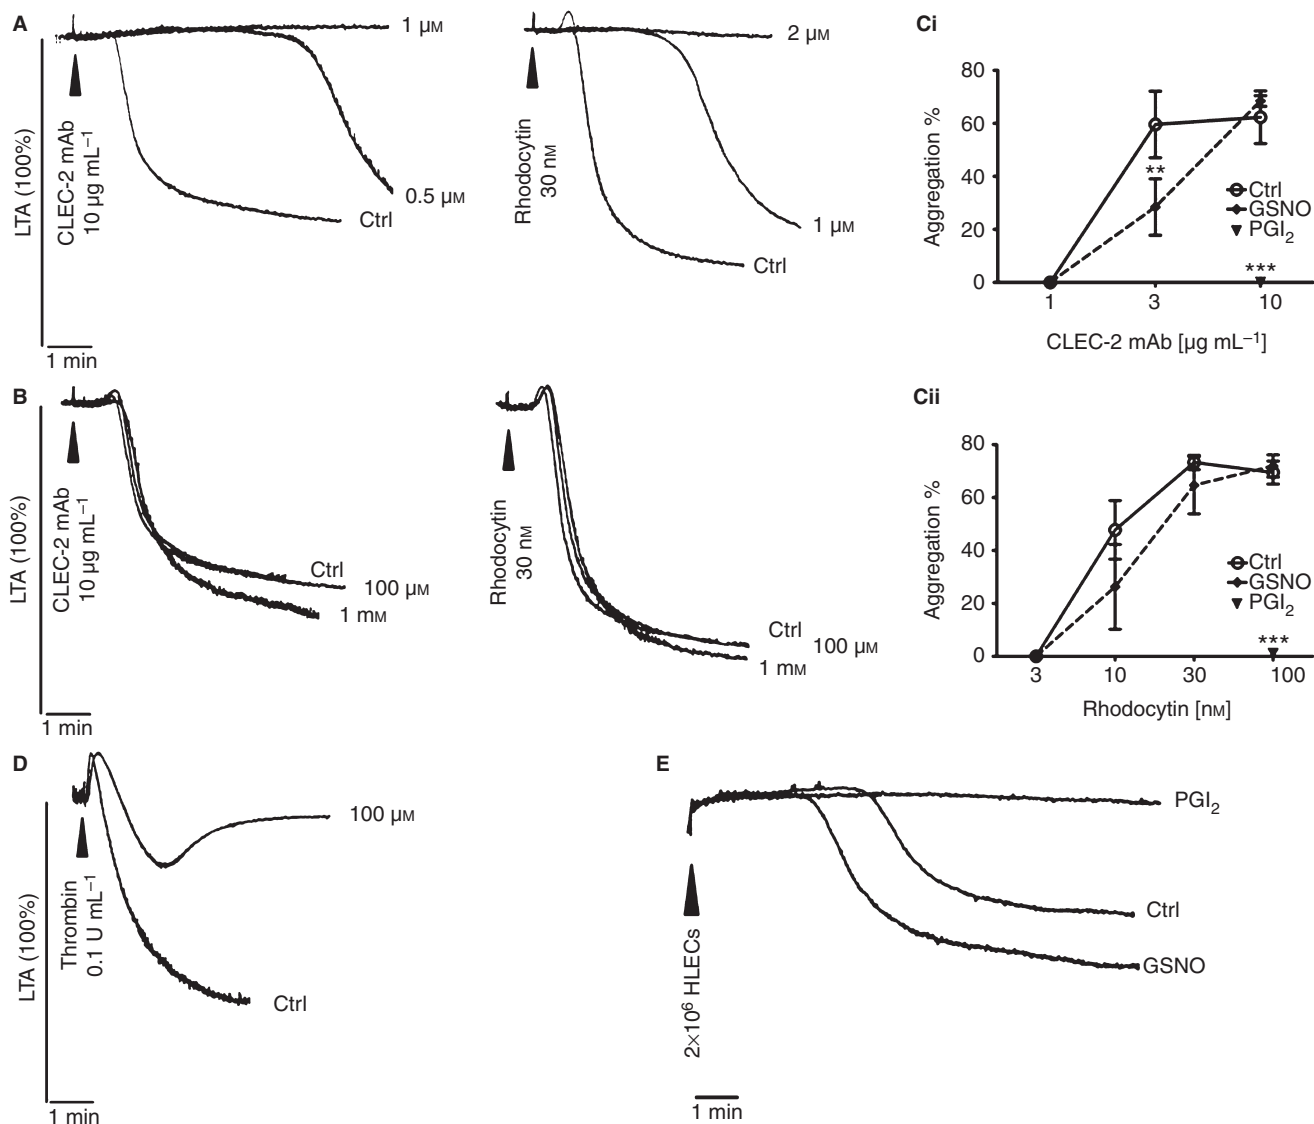 A
LTA (100%)
CLEC-2 mAb
10 µg mL⁻¹
1 µM
0.5 µM
Ctrl
1 min
Rhodocytin
30 nM
2 µM
1 µM
Ctrl
Ci
Aggregation %
80
60
40
20
0
**
***
Ctrl
GSNO
PGI₂
1 3 10
CLEC-2 mAb [µg mL⁻¹]
B
LTA (100%)
CLEC-2 mAb
10 µg mL⁻¹
Ctrl
100 µM
1 mM
1 min
Rhodocytin
30 nM
Ctrl
100 µM
1 mM
Cii
Aggregation %
80
60
40
20
0
***
Ctrl
GSNO
PGI₂
3 10 30 100
Rhodocytin [nM]
D
LTA (100%)
Thrombin
0.1 U mL⁻¹
100 µM
Ctrl
1 min
E
2×10⁶ HLECs
PGI₂
Ctrl
GSNO
1 min